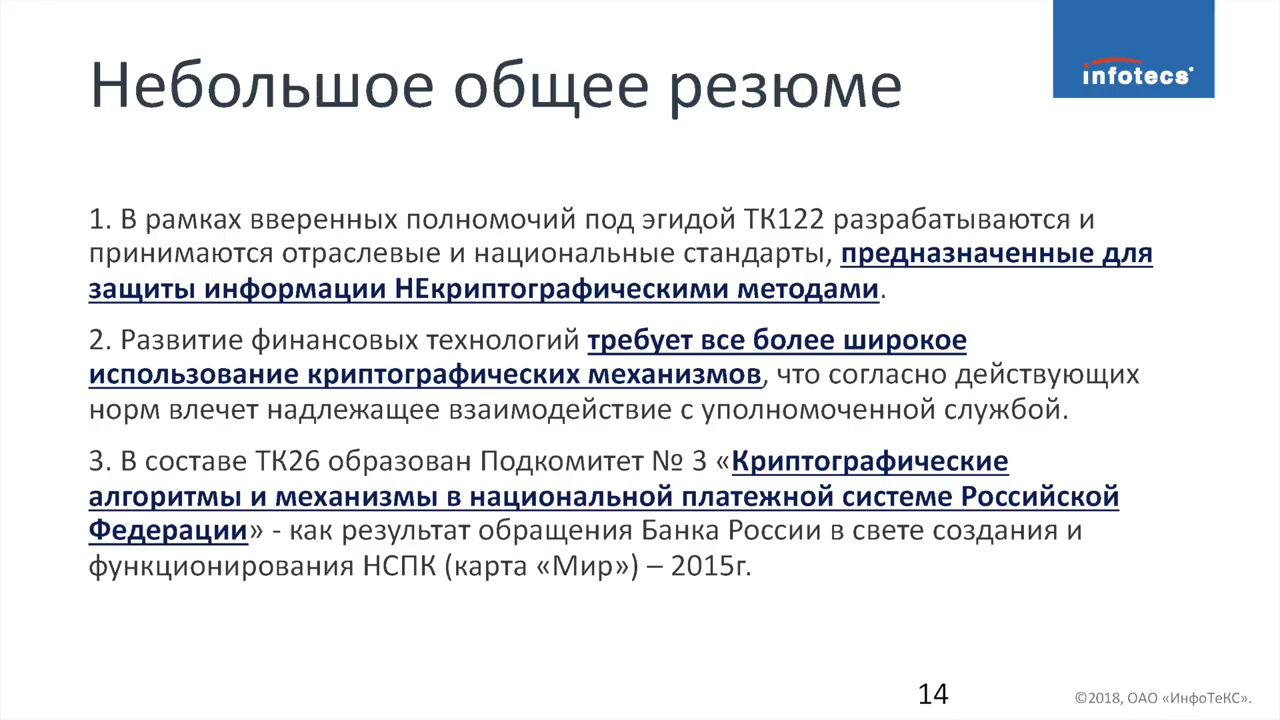 Небольшое общее резюме
infotecs
1. В рамках вверенных полномочий под эгидой ТК122 разрабатываются и
принимаются отраслевые и национальные стандарты, предназначенные для
защиты информации НЕкриптографическими методами.
2. Развитие финансовых технологий требует все более широкое
использование криптографических механизмов, что согласно действующих
норм влечет надлежащее взаимодействие с уполномоченной службой.
3. В составе ТК26 образован Подкомитет № 3 «Криптографические
алгоритмы и механизмы в национальной платежной системе Российской
Федерации» - как результат обращения Банка России в свете создания и
функционирования НСПК (карта «Мир») – 2015г.
14
©2018, ОАО «ИнфоТеКС».